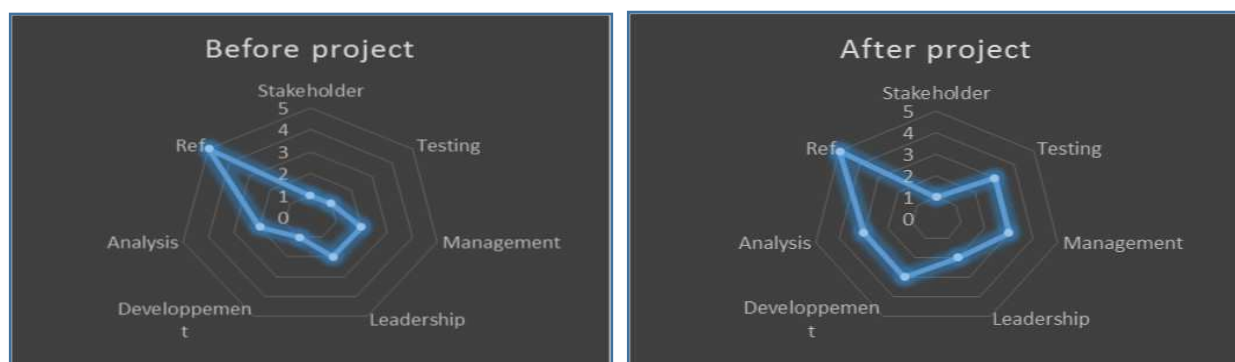 Before project
Stakeholder
5
4
3
2
1
0
Ref
Testing
Analysis
Management
Developpemen
t
Leadership
After project
Stakeholder
5
4
3
2
1
0
Ref
Testing
Analysis
Management
Developpemen
t
Leadership